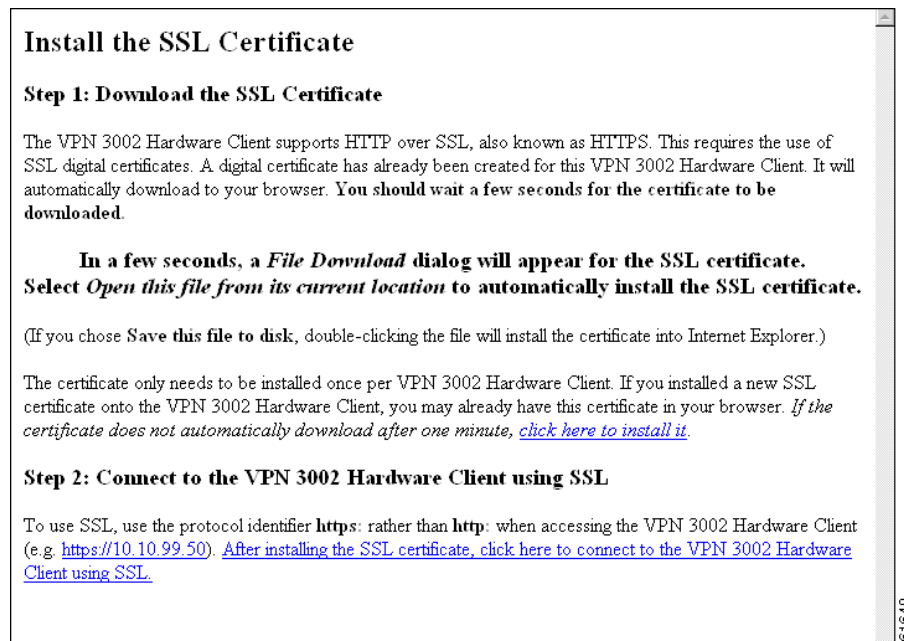 Install the SSL Certificate
Step 1: Download the SSL Certificate
The VPN 3002 Hardware Client supports HTTP over SSL, also known as HTTPS. This requires the use of
SSL digital certificates. A digital certificate has already been created for this VPN 3002 Hardware Client. It will
automatically download to your browser. You should wait a few seconds for the certificate to be
downloaded.
In a few seconds, a File Download dialog will appear for the SSL certificate.
Select Open this file from its current location to automatically install the SSL certificate.
(If you chose Save this file to disk, double-clicking the file will install the certificate into Internet Explorer.)
The certificate only needs to be installed once per VPN 3002 Hardware Client. If you installed a new SSL
certificate onto the VPN 3002 Hardware Client, you may already have this certificate in your browser. If the
certificate does not automatically download after one minute, click here to install it.
Step 2: Connect to the VPN 3002 Hardware Client using SSL
To use SSL, use the protocol identifier https: rather than http: when accessing the VPN 3002 Hardware Client
(e.g. https://10.10.99.50). After installing the SSL certificate, click here to connect to the VPN 3002 Hardware
Client using SSL.